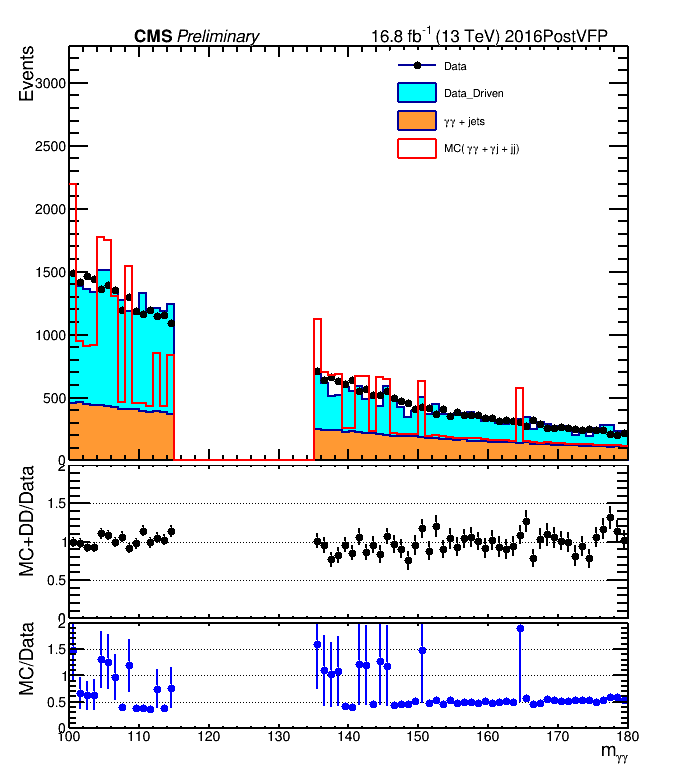 CMS Preliminary 16.8 fb⁻¹ (13 TeV) 2016PostVFP
Events
3000
2500
2000
1500
1000
500
0
Data
Data_Driven
γγ + jets
MC( γγ + γj + jj)
MC+DD/Data
2
1.5
1
0.5
0
MC/Data
2
1.5
1
0.5
0
100 110 120 130 140 150 160 170 180
mγγ